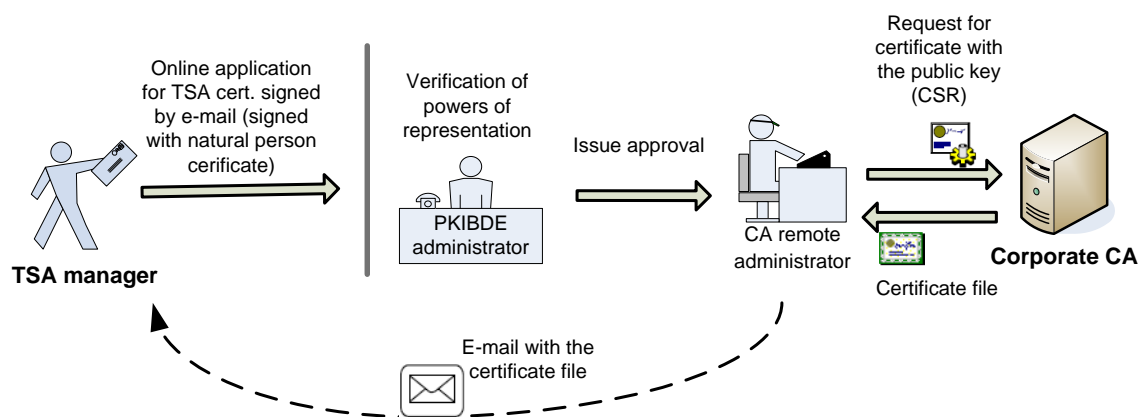 Online application
for TSA cert. signed
by e-mail (signed
with natural person
cerificate)
TSA manager
Verification of
powers of
representation
PKIBDE
administrator
Issue approval
CA remote
administrator
Request for
certificate with
the public key
(CSR)
Corporate CA
Certificate file
E-mail with the
certificate file